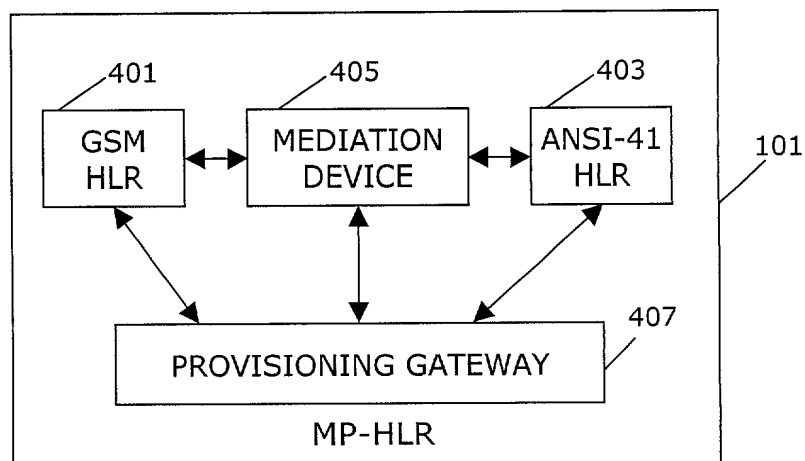 401
405
403
GSM
HLR
MEDIATION
DEVICE
ANSI-41
HLR
101
407
PROVISIONING GATEWAY
MP-HLR